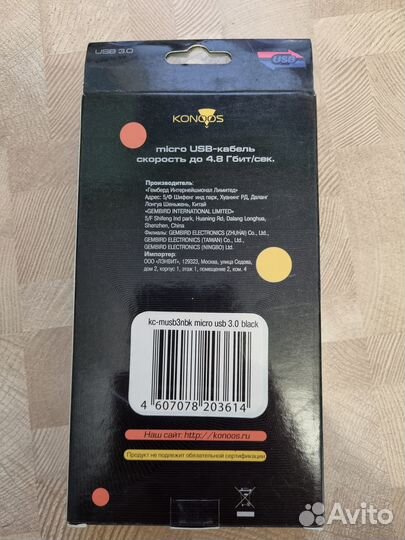 USB 3.0
USB
KONOOS
micro USB-кабель
скорость до 4.8 Гбит/сек.
Производитель:
«Гемберд Интернейшионал Лимитед»
Адрес: 5/Ф Шифенг инд парк, Хуанинг РД, Даланг
Лонгуа Шеньжень, Китай
«GEMBIRD INTERNATIONAL LIMITED»
5/F Shifeng ind park, Huaning Rd, Dalang Longhua,
Shenzhen, China
Филиалы: GEMBIRD ELECTRONICS (ZHUHAI) Co., Ltd.,
GEMBIRD ELECTRONICS (TAIWAN) Co., Ltd.,
GEMBIRD ELECTRONICS (NINGBO) Ltd.
Импортер:
ООО «ЛЭНВИТ», 129323, Москва, улица Седова,
дом 2, корпус 1, этаж 1, помещение 2, ком. 4
kc-musb3nbk micro usb 3.0 black
4 607078 203614
Наш сайт: http://konoos.ru
Продукт не подлежит обязательной сертификации
Avito